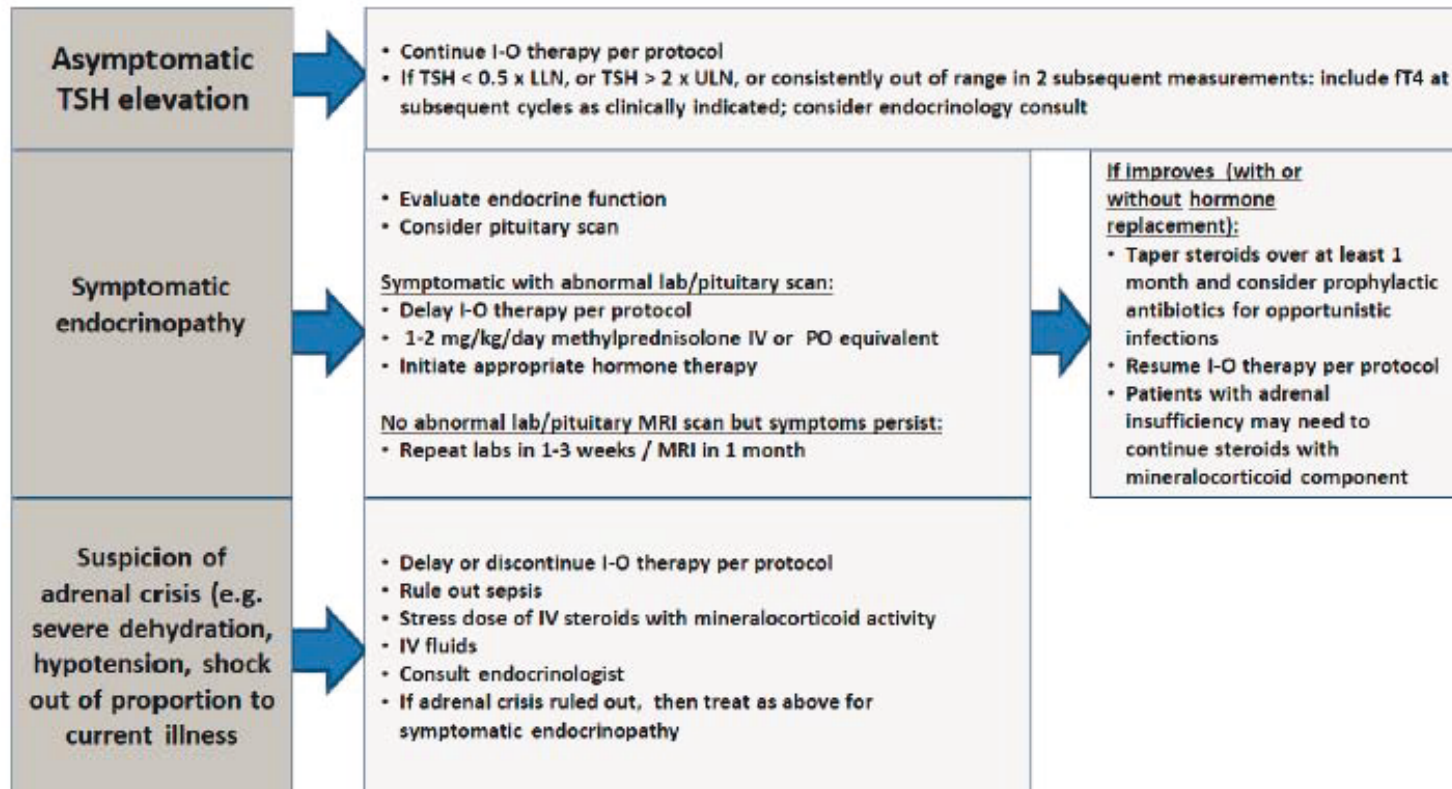 Asymptomatic
TSH elevation
• Continue I-O therapy per protocol
• If TSH < 0.5 x LLN, or TSH > 2 x ULN, or consistently out of range in 2 subsequent measurements: include fT4 at
subsequent cycles as clinically indicated; consider endocrinology consult
Symptomatic
endocrinopathy
• Evaluate endocrine function
• Consider pituitary scan
Symptomatic with abnormal lab/pituitary scan:
• Delay I-O therapy per protocol
• 1-2 mg/kg/day methylprednisolone IV or PO equivalent
• Initiate appropriate hormone therapy
No abnormal lab/pituitary MRI scan but symptoms persist:
• Repeat labs in 1-3 weeks / MRI in 1 month
If improves (with or
without hormone
replacement):
• Taper steroids over at least 1
month and consider prophylactic
antibiotics for opportunistic
infections
• Resume I-O therapy per protocol
• Patients with adrenal
insufficiency may need to
continue steroids with
mineralocorticoid component
Suspicion of
adrenal crisis (e.g.
severe dehydration,
hypotension, shock
out of proportion to
current illness
• Delay or discontinue I-O therapy per protocol
• Rule out sepsis
• Stress dose of IV steroids with mineralocorticoid activity
• IV fluids
• Consult endocrinologist
• If adrenal crisis ruled out, then treat as above for
symptomatic endocrinopathy